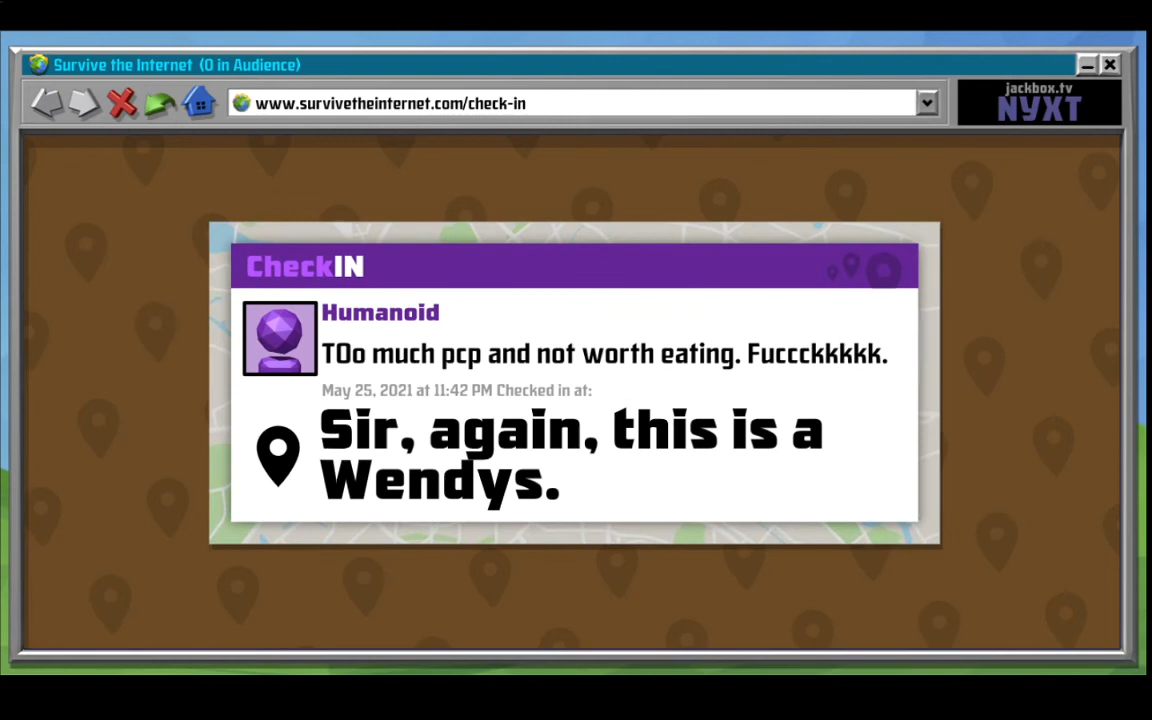 Survive the Internet (0 in Audience)
www.survivetheinternet.com/check-in
jackbox.tv
NYXT
CheckIN
Humanoid
TOo much pcp and not worth eating. Fuccckkkkk.
May 25, 2021 at 11:42 PM Checked in at:
Sir, again, this is a
Wendys.